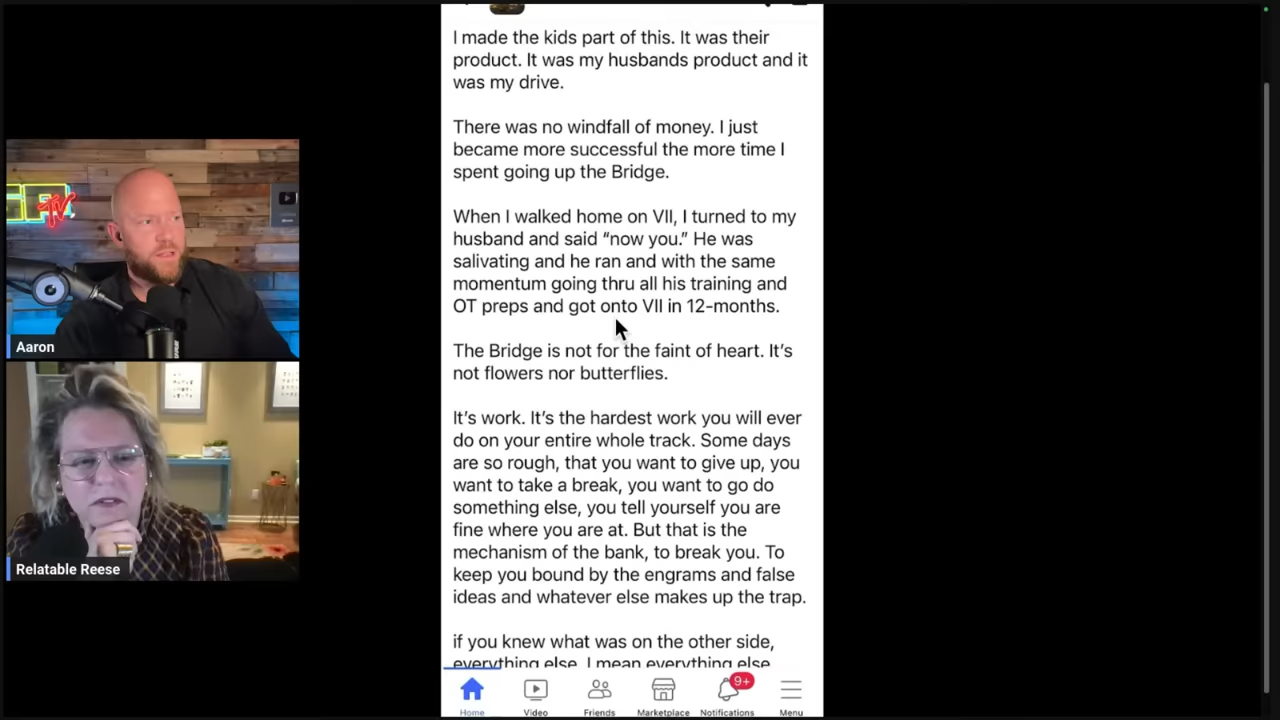 I made the kids part of this. It was their
product. It was my husbands product and it
was my drive.
There was no windfall of money. I just
became more successful the more time I
spent going up the Bridge.
When I walked home on VII, I turned to my
husband and said “now you.” He was
salivating and he ran and with the same
momentum going thru all his training and
OT preps and got onto VII in 12-months.
The Bridge is not for the faint of heart. It’s
not flowers nor butterflies.
It’s work. It’s the hardest work you will ever
do on your entire whole track. Some days
are so rough, that you want to give up, you
want to take a break, you want to go do
something else, you tell yourself you are
fine where you are at. But that is the
mechanism of the bank, to break you. To
keep you bound by the engrams and false
ideas and whatever else makes up the trap.
if you knew what was on the other side,
everything else, I mean everything else
Home
Video
Friends
Marketplace
9+
Notifications
Menu
TV
Aaron
Relatable Reese